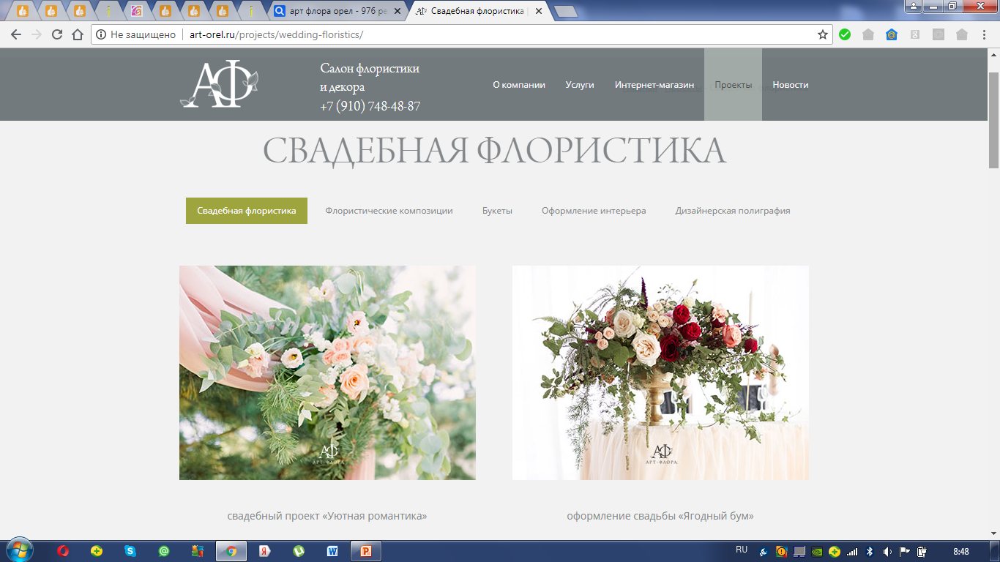 арт флора орел - 976 ре
Свадебная флористика
Не защищено
art-orel.ru/projects/wedding-floristics/
АФ
Салон флористики
и декора
+7 (910) 748-48-87
О компании
Услуги
Интернет-магазин
Проекты
Новости
СВАДЕБНАЯ ФЛОРИСТИКА
Свадебная флористика
Флористические композиции
Букеты
Оформление интерьера
Дизайнерская полиграфия
АФ
АРТ-ФЛОРА
АФ
АРТ-ФЛОРА
свадебный проект «Уютная романтика»
оформление свадьбы «Ягодный бум»
RU
8:48